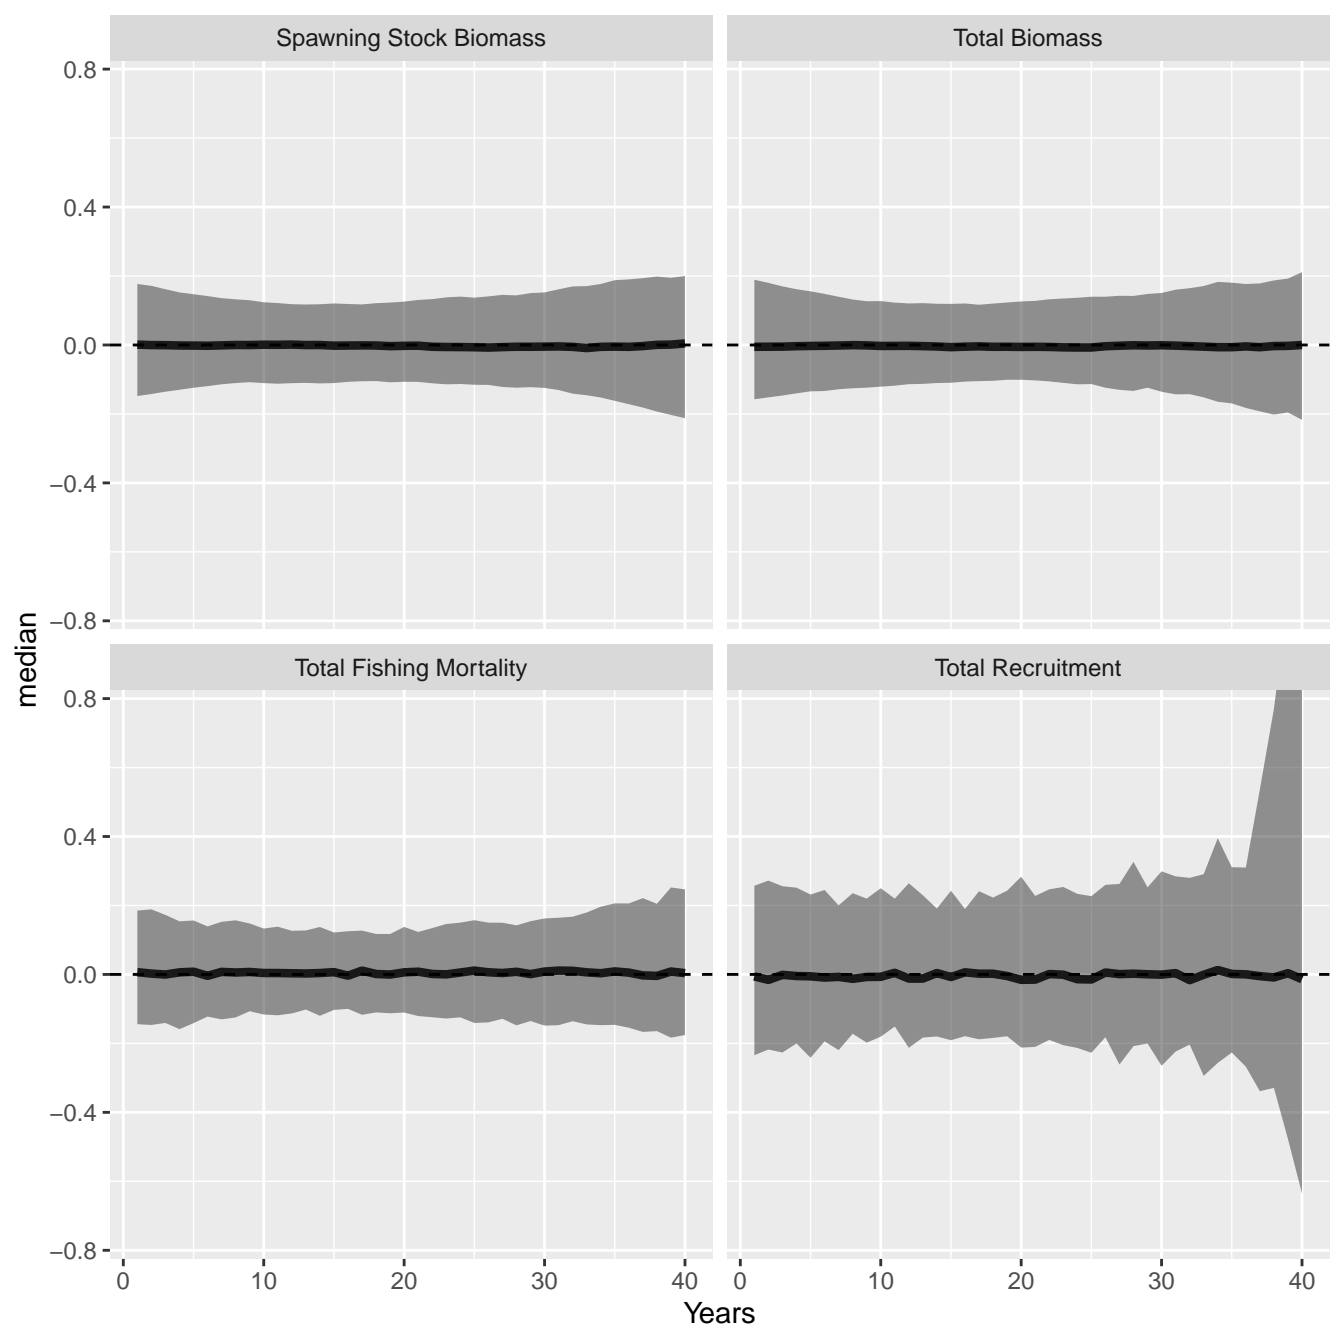 Spawning Stock Biomass
Total Biomass
0.8
0.4
0.0
−0.4
−0.8
median
Total Fishing Mortality
Total Recruitment
0.8
0.4
0.0
−0.4
−0.8
0 10 20 30 40
0 10 20 30 40
Years